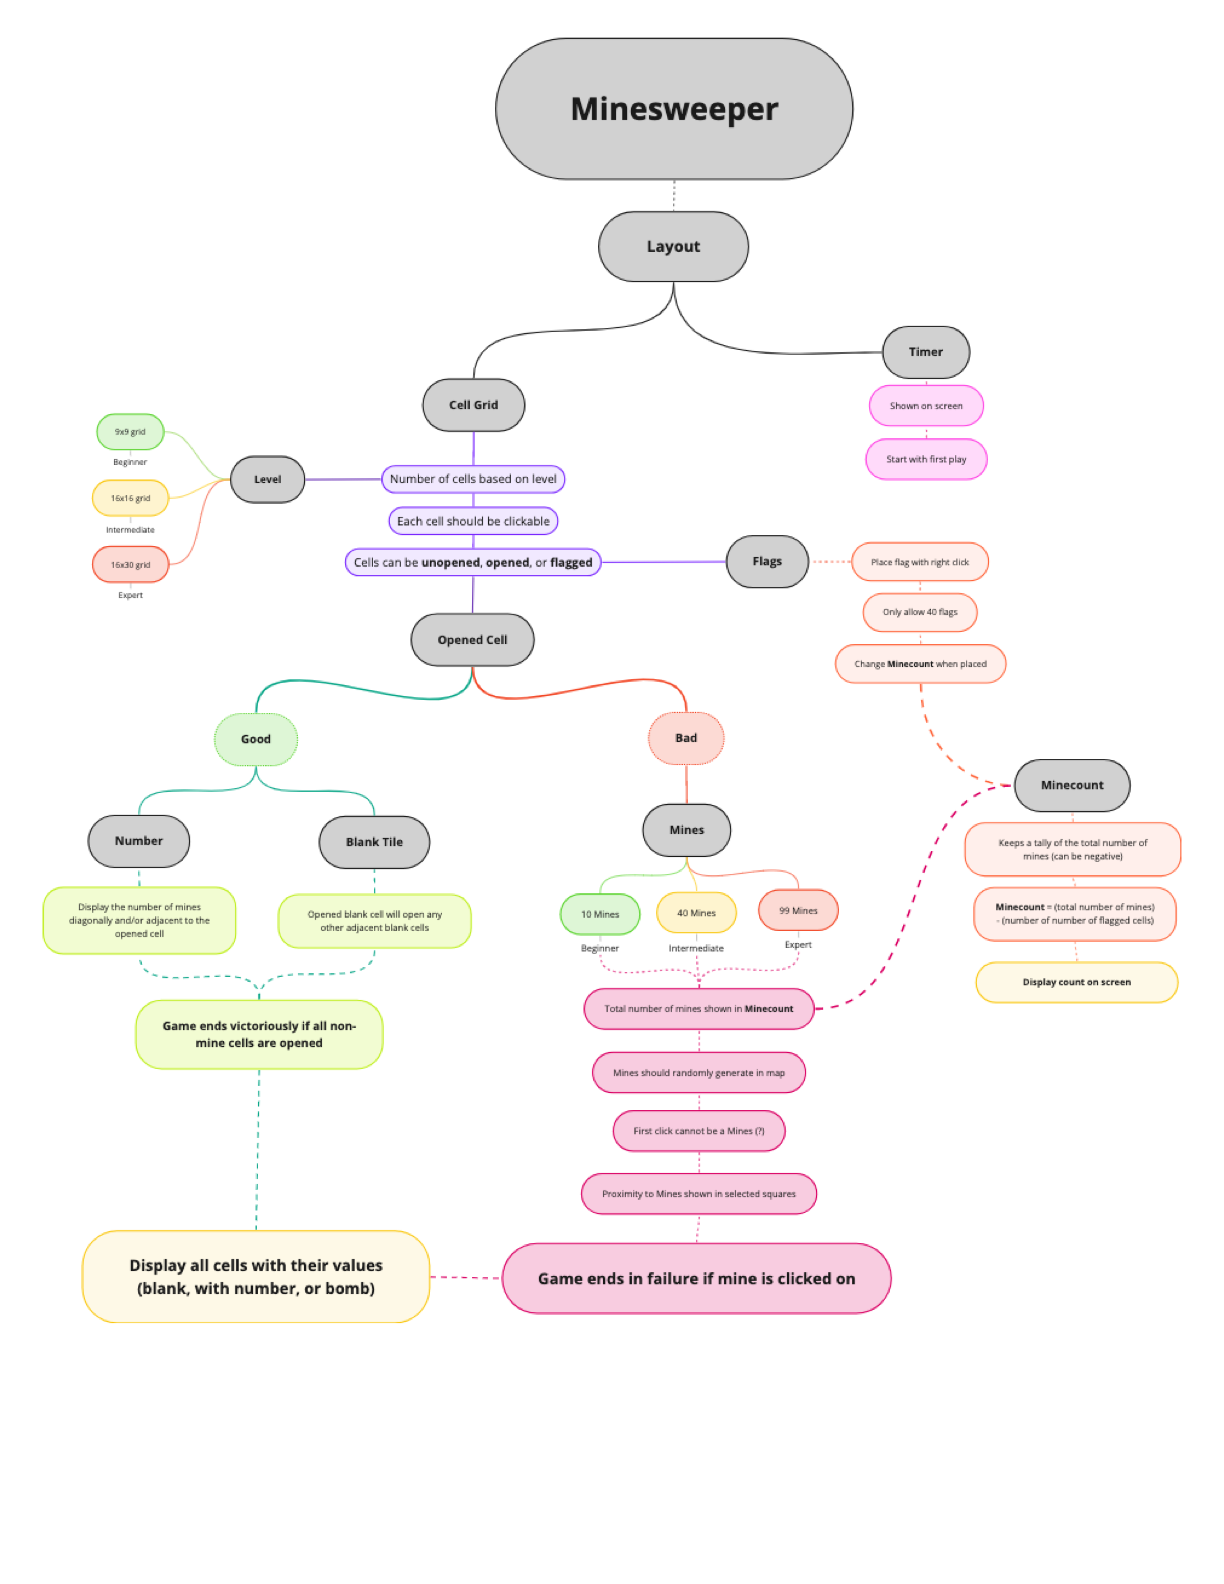 Minesweeper
Layout
Timer
Shown on screen
Start with first play
Cell Grid
Number of cells based on level
Each cell should be clickable
Cells can be unopened, opened, or flagged
Level
9x9 grid
Beginner
16x16 grid
Intermediate
16x30 grid
Expert
Flags
Place flag with right click
Only allow 40 flags
Change Minecount when placed
Opened Cell
Good
Bad
Number
Blank Tile
Display the number of mines
diagonally and/or adjacent to the
opened cell
Opened blank cell will open any
other adjacent blank cells
Game ends victoriously if all non-
mine cells are opened
Mines
10 Mines
Beginner
40 Mines
Intermediate
99 Mines
Expert
Total number of mines shown in Minecount
Mines should randomly generate in map
First click cannot be a Mines (?)
Proximity to Mines shown in selected squares
Game ends in failure if mine is clicked on
Display all cells with their values
(blank, with number, or bomb)
Minecount
Keeps a tally of the total number of
mines (can be negative)
Minecount = (total number of mines)
- (number of number of flagged cells)
Display count on screen